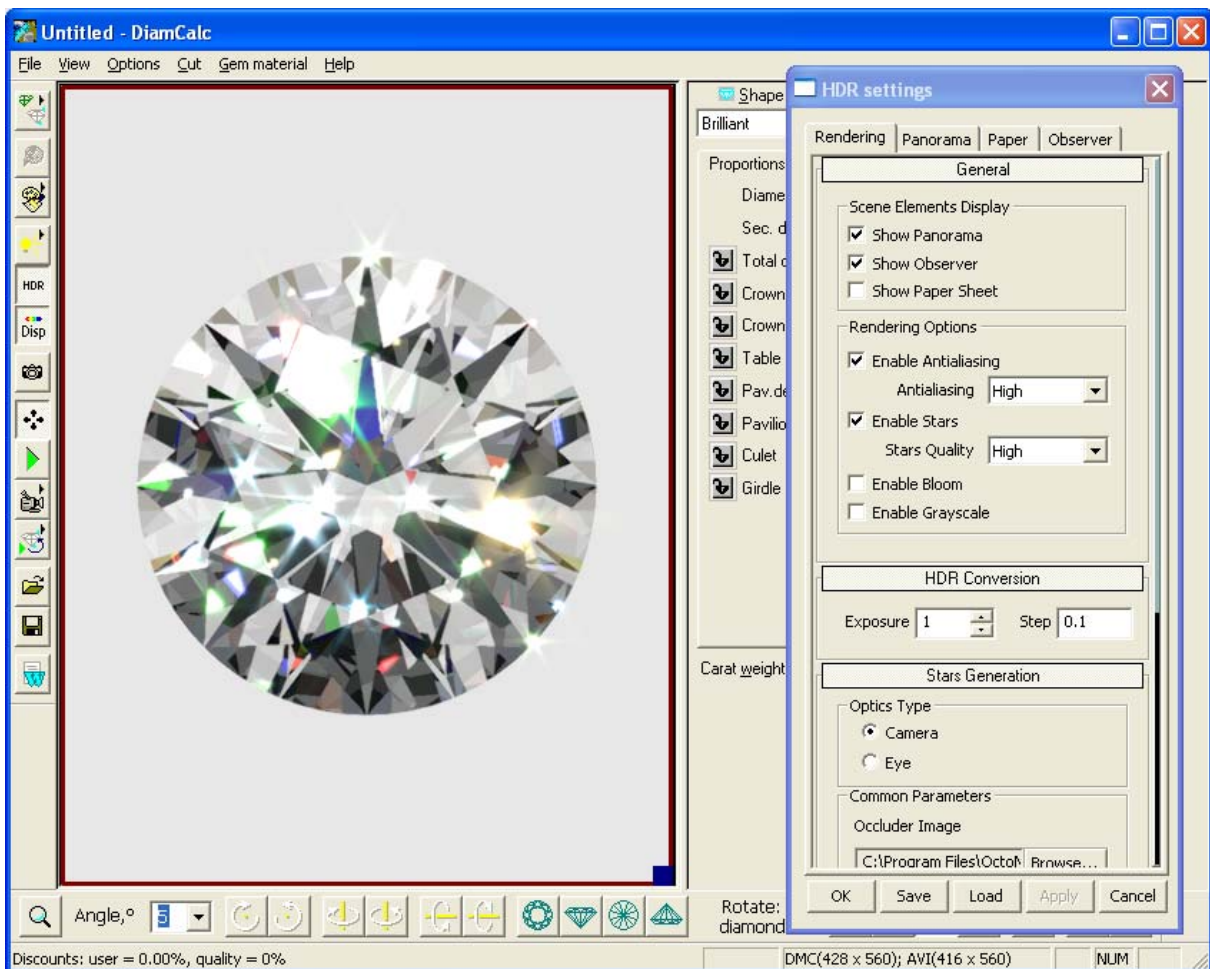 Untitled - DiamCalc
File View Options Cut Gem material Help
HDR
Disp
Shape
Brilliant
Proportions
Diame
Sec. d
Total
Crown
Crown
Table
Pav.de
Pavilio
Culet
Girdle
Carat weight
HDR settings
Rendering Panorama Paper Observer
General
Scene Elements Display
Show Panorama
Show Observer
Show Paper Sheet
Rendering Options
Enable Antialiasing
Antialiasing High
Enable Stars
Stars Quality High
Enable Bloom
Enable Grayscale
HDR Conversion
Exposure 1 Step 0.1
Stars Generation
Optics Type
Camera
Eye
Common Parameters
Occluder Image
C:\Program Files\Octo Browse...
OK Save Load Apply Cancel
Angle,° 5
Rotate:
diamond
Discounts: user = 0.00%, quality = 0%
DMC(428 x 560); AVI(416 x 560) NUM